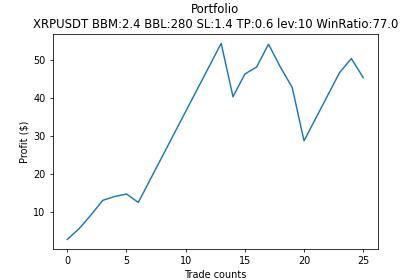 Portfolio
XRPUSDT BBM:2.4 BBL:280 SL:1.4 TP:0.6 lev:10 WinRatio:77.0
50
40
30
20
10
Profit ($)
0 5 10 15 20 25
Trade counts